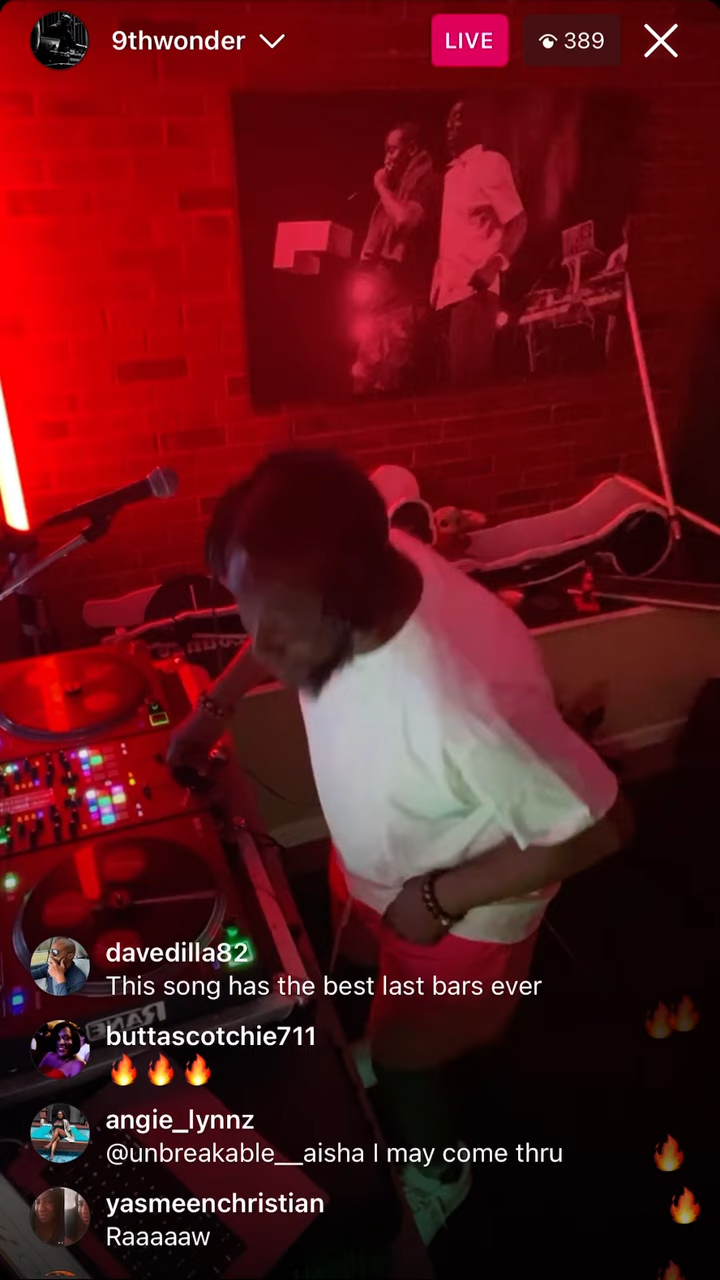 9thwonder
LIVE
389
RANE
davedilla82
This song has the best last bars ever
buttascotchie711
🔥 🔥 🔥
angie_lynnz
@unbreakable__aisha I may come thru
yasmeenchristian
Raaaaaw